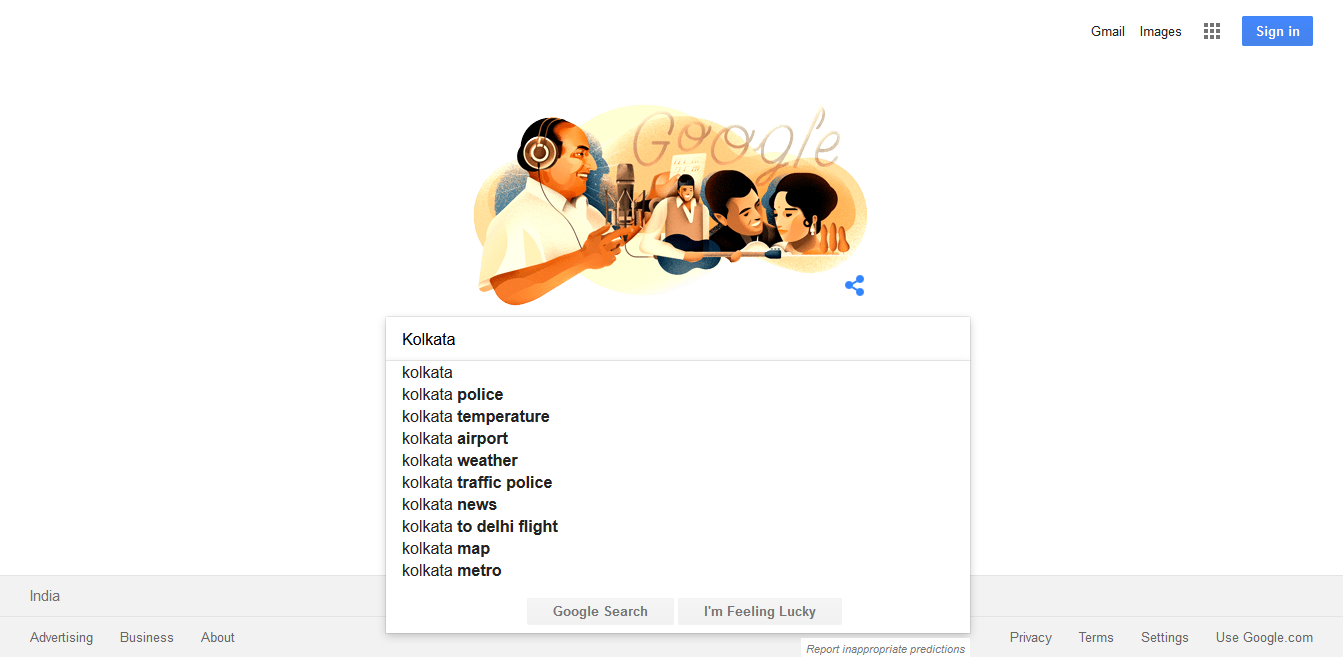 Gmail Images Sign in
Google
Kolkata
kolkata
kolkata police
kolkata temperature
kolkata airport
kolkata weather
kolkata traffic police
kolkata news
kolkata to delhi flight
kolkata map
kolkata metro
Google Search I'm Feeling Lucky
India
Advertising Business About Privacy Terms Settings Use Google.com
Report inappropriate predictions